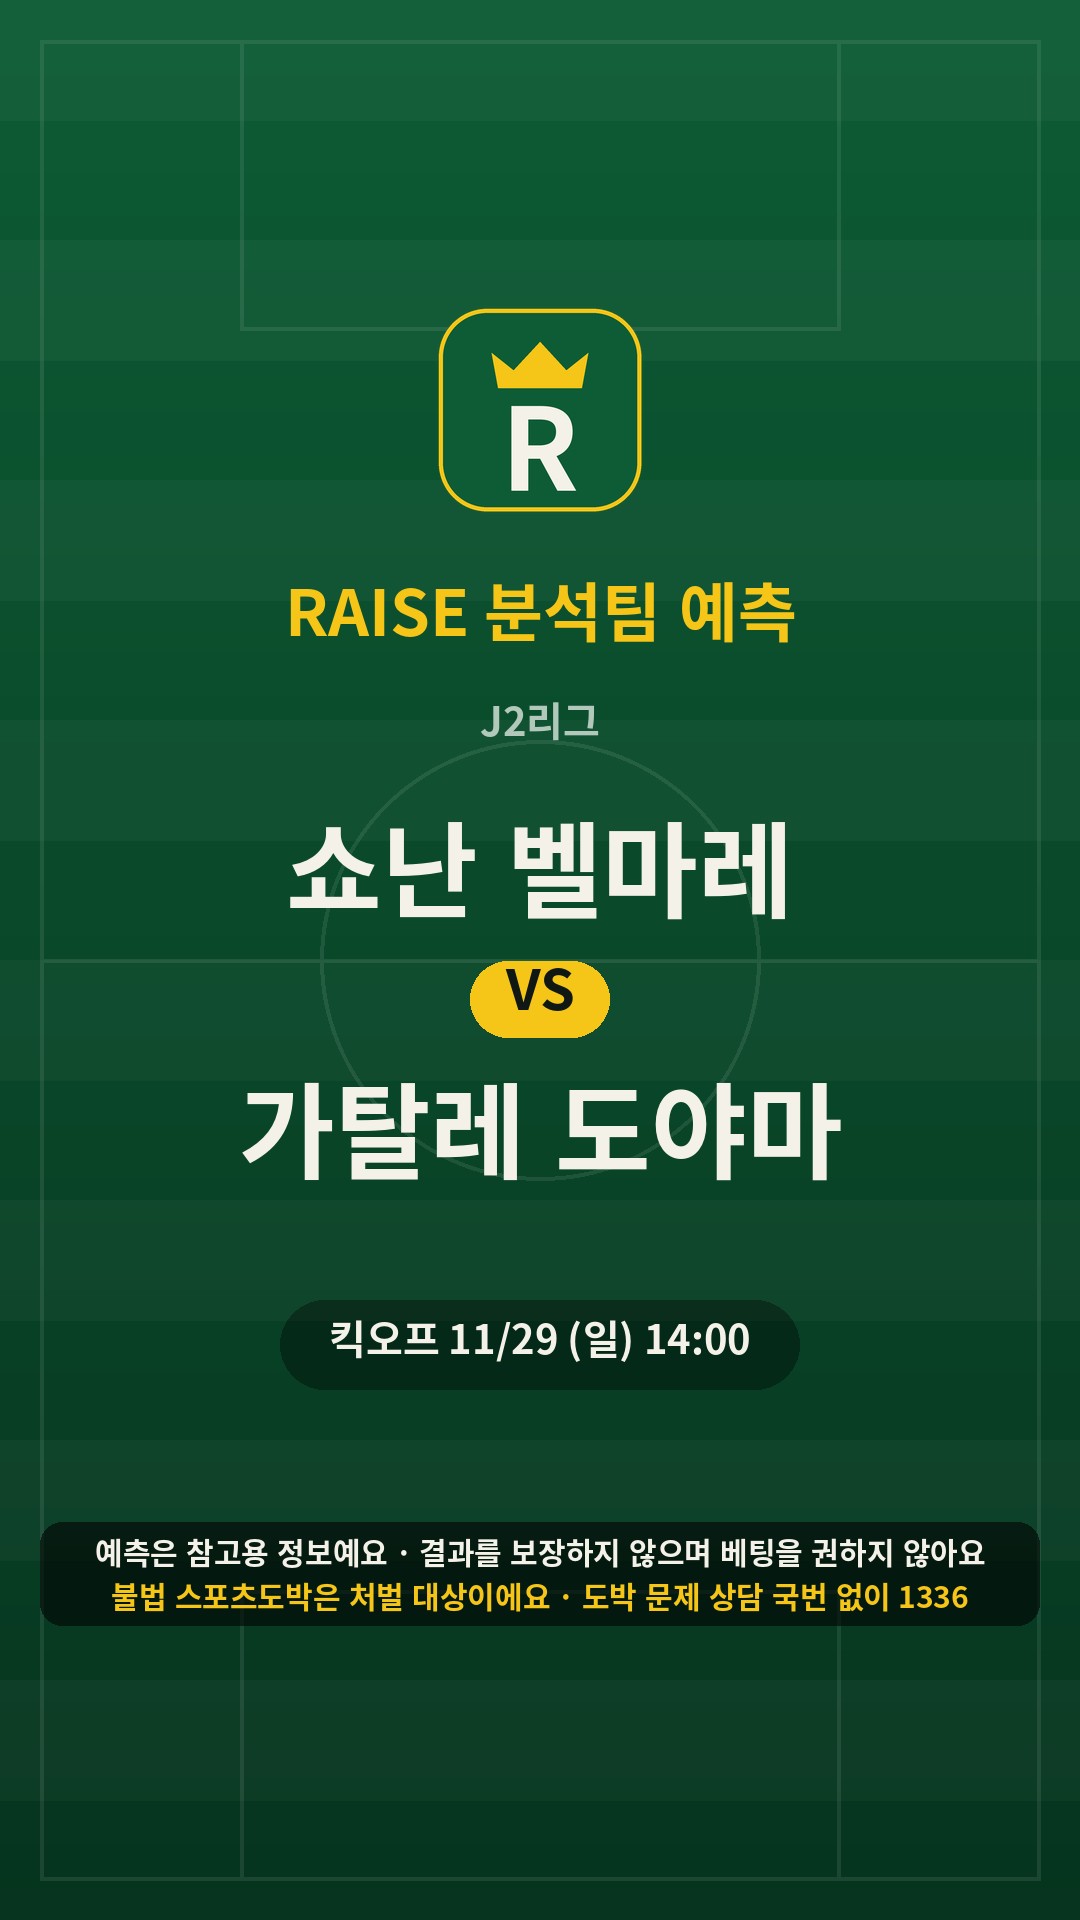 R
RAISE 분석팀 예측
J2리그
쇼난 벨마레
VS
가탈레 도야마
킥오프 11/29 (일) 14:00
예측은 참고용 정보예요 · 결과를 보장하지 않으며 베팅을 권하지 않아요
불법 스포츠도박은 처벌 대상이에요 · 도박 문제 상담 국번 없이 1336